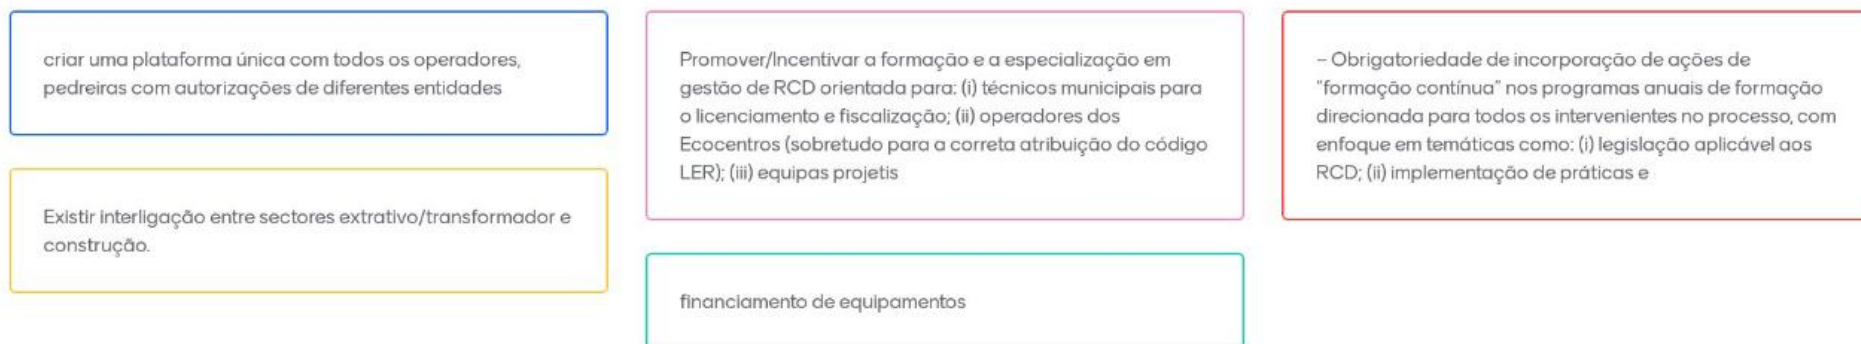 criar uma plataforma única com todos os operadores,
pedreiras com autorizações de diferentes entidades
Existir interligação entre sectores extrativo/transformador e
construção.
Promover/Incentivar a formação e a especialização em
gestão de RCD orientada para: (i) técnicos municipais para
o licenciamento e fiscalização; (ii) operadores dos
Ecocentros (sobretudo para a correta atribuição do código
LER); (iii) equipas projetis
financiamento de equipamentos
– Obrigatoriedade de incorporação de ações de
"formação contínua" nos programas anuais de formação
direcionada para todos os intervenientes no processo, com
enfoque em temáticas como: (i) legislação aplicável aos
RCD; (ii) implementação de práticas e